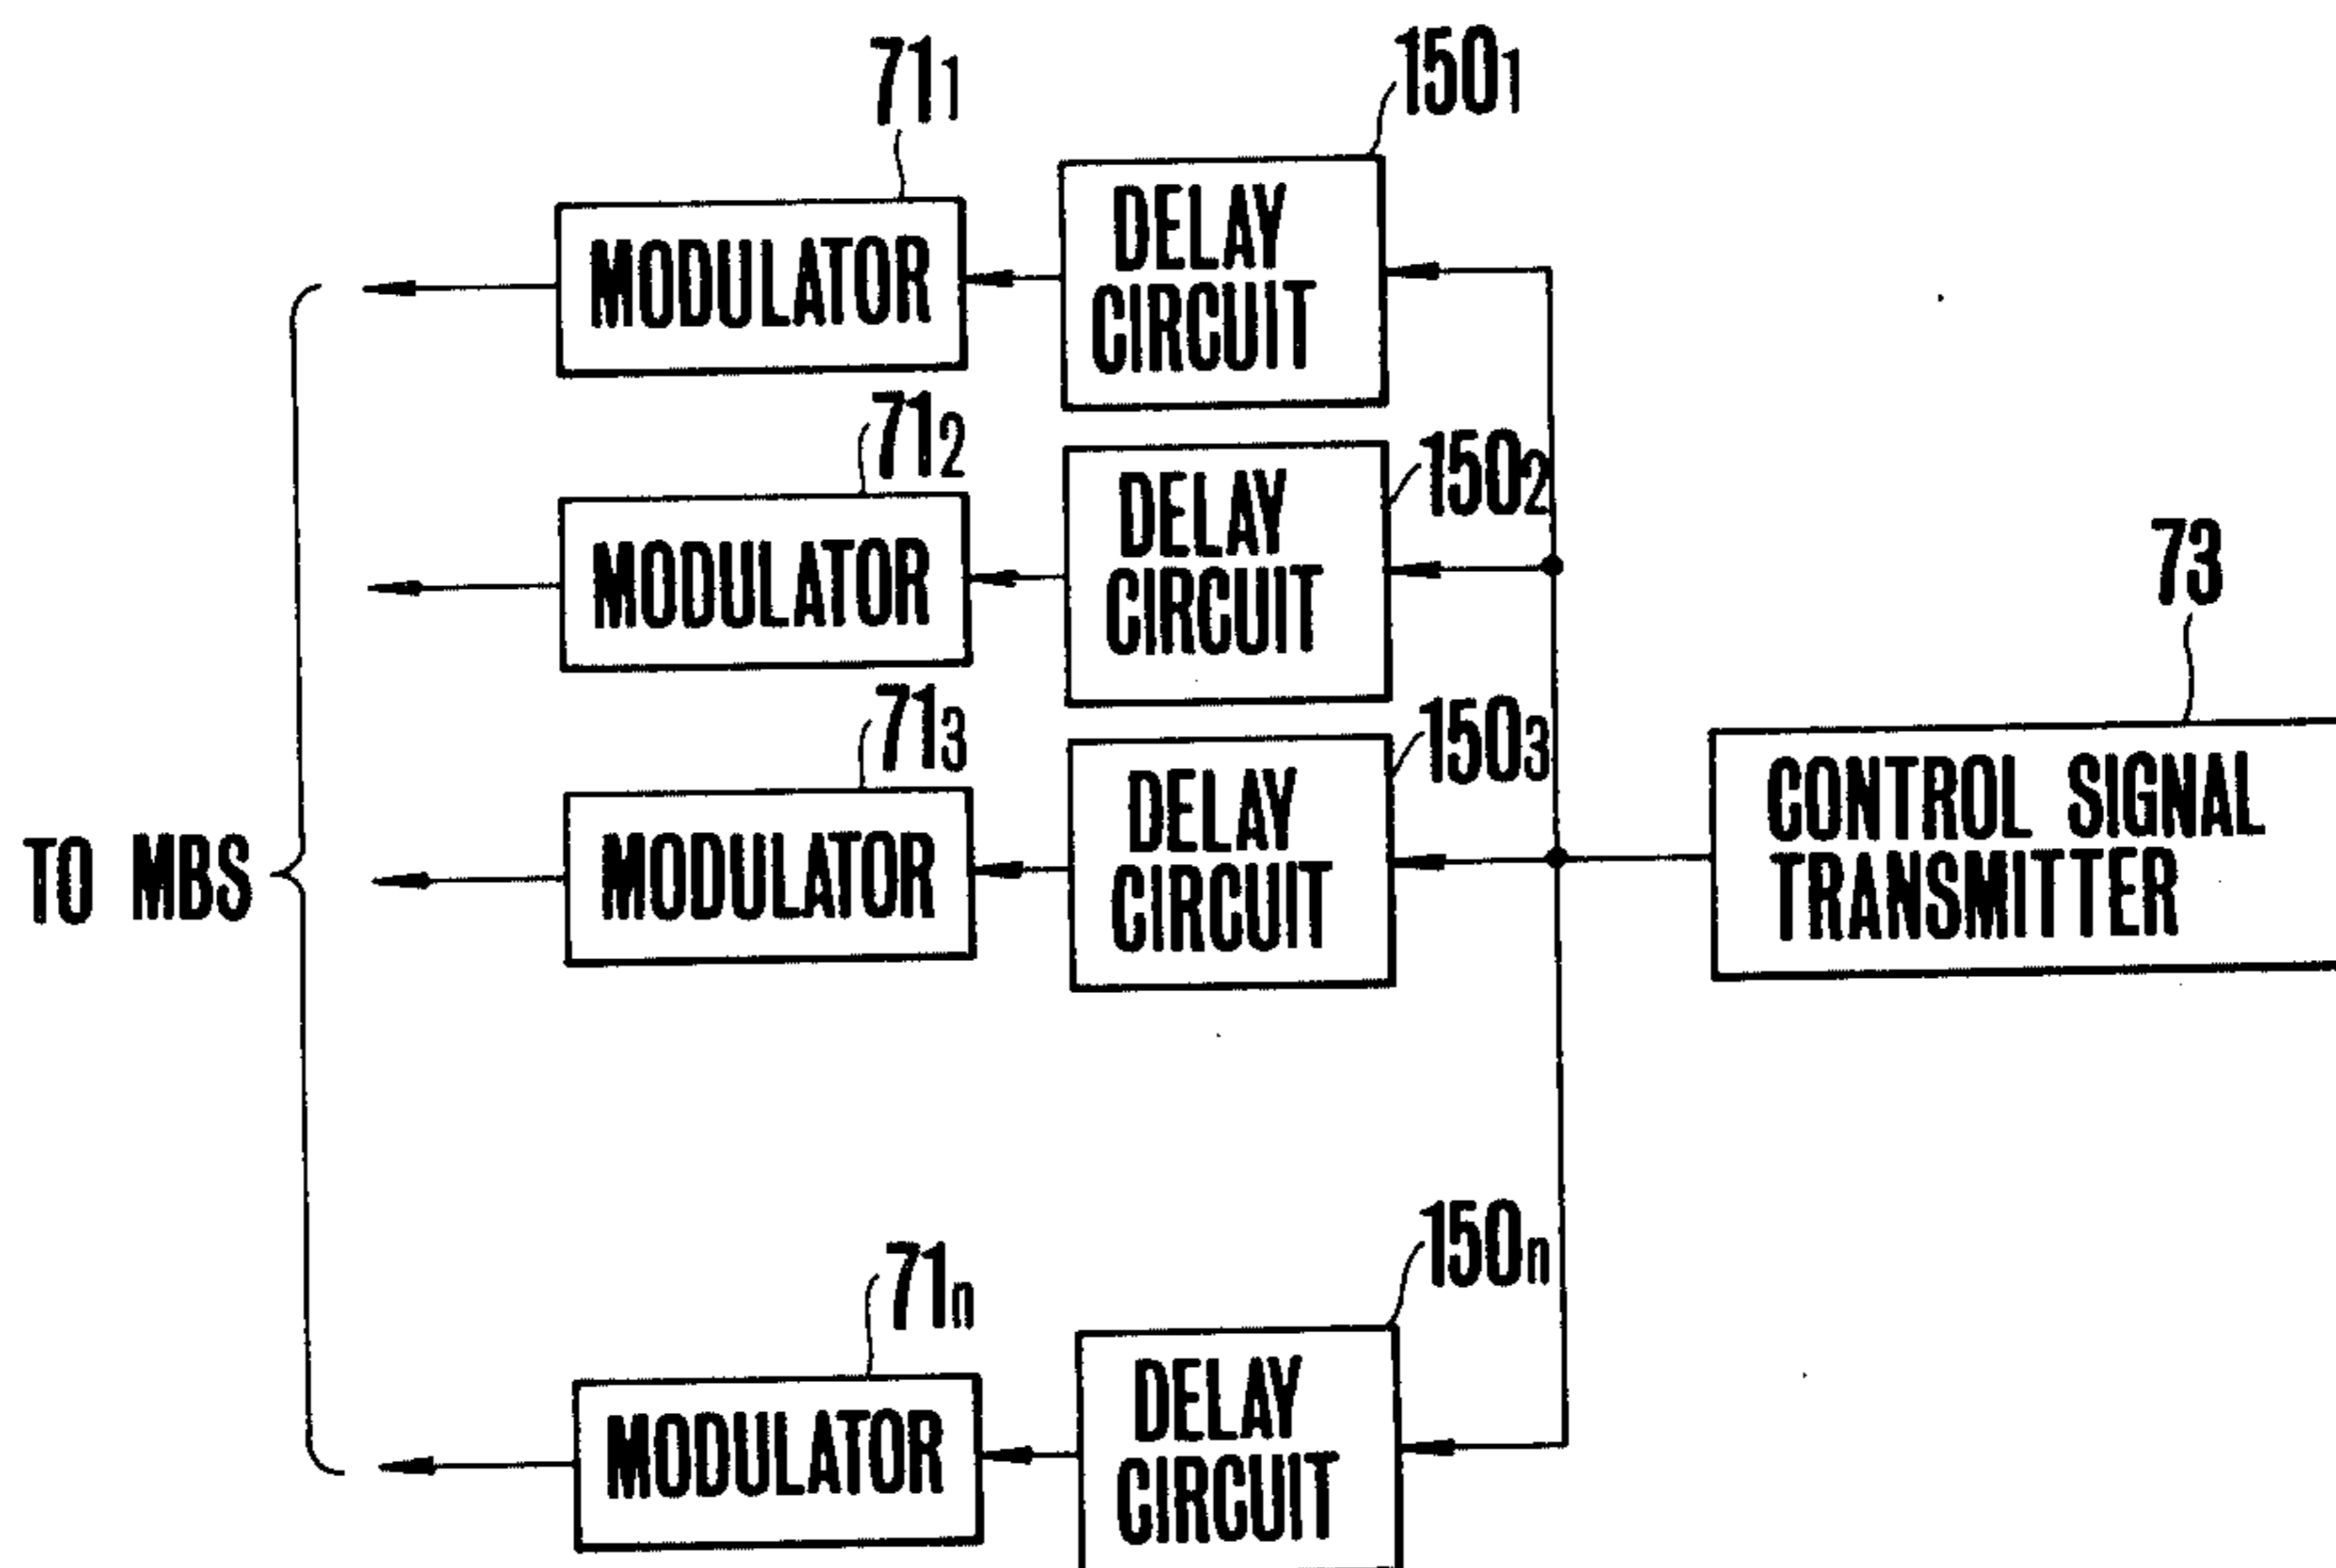 71₁
150₁
MODULATOR
DELAY
CIRCUIT
71₂
150₂
MODULATOR
DELAY
CIRCUIT
73
71₃
150₃
MODULATOR
DELAY
CIRCUIT
CONTROL SIGNAL
TRANSMITTER
TO MBS
71n
150n
MODULATOR
DELAY
CIRCUIT